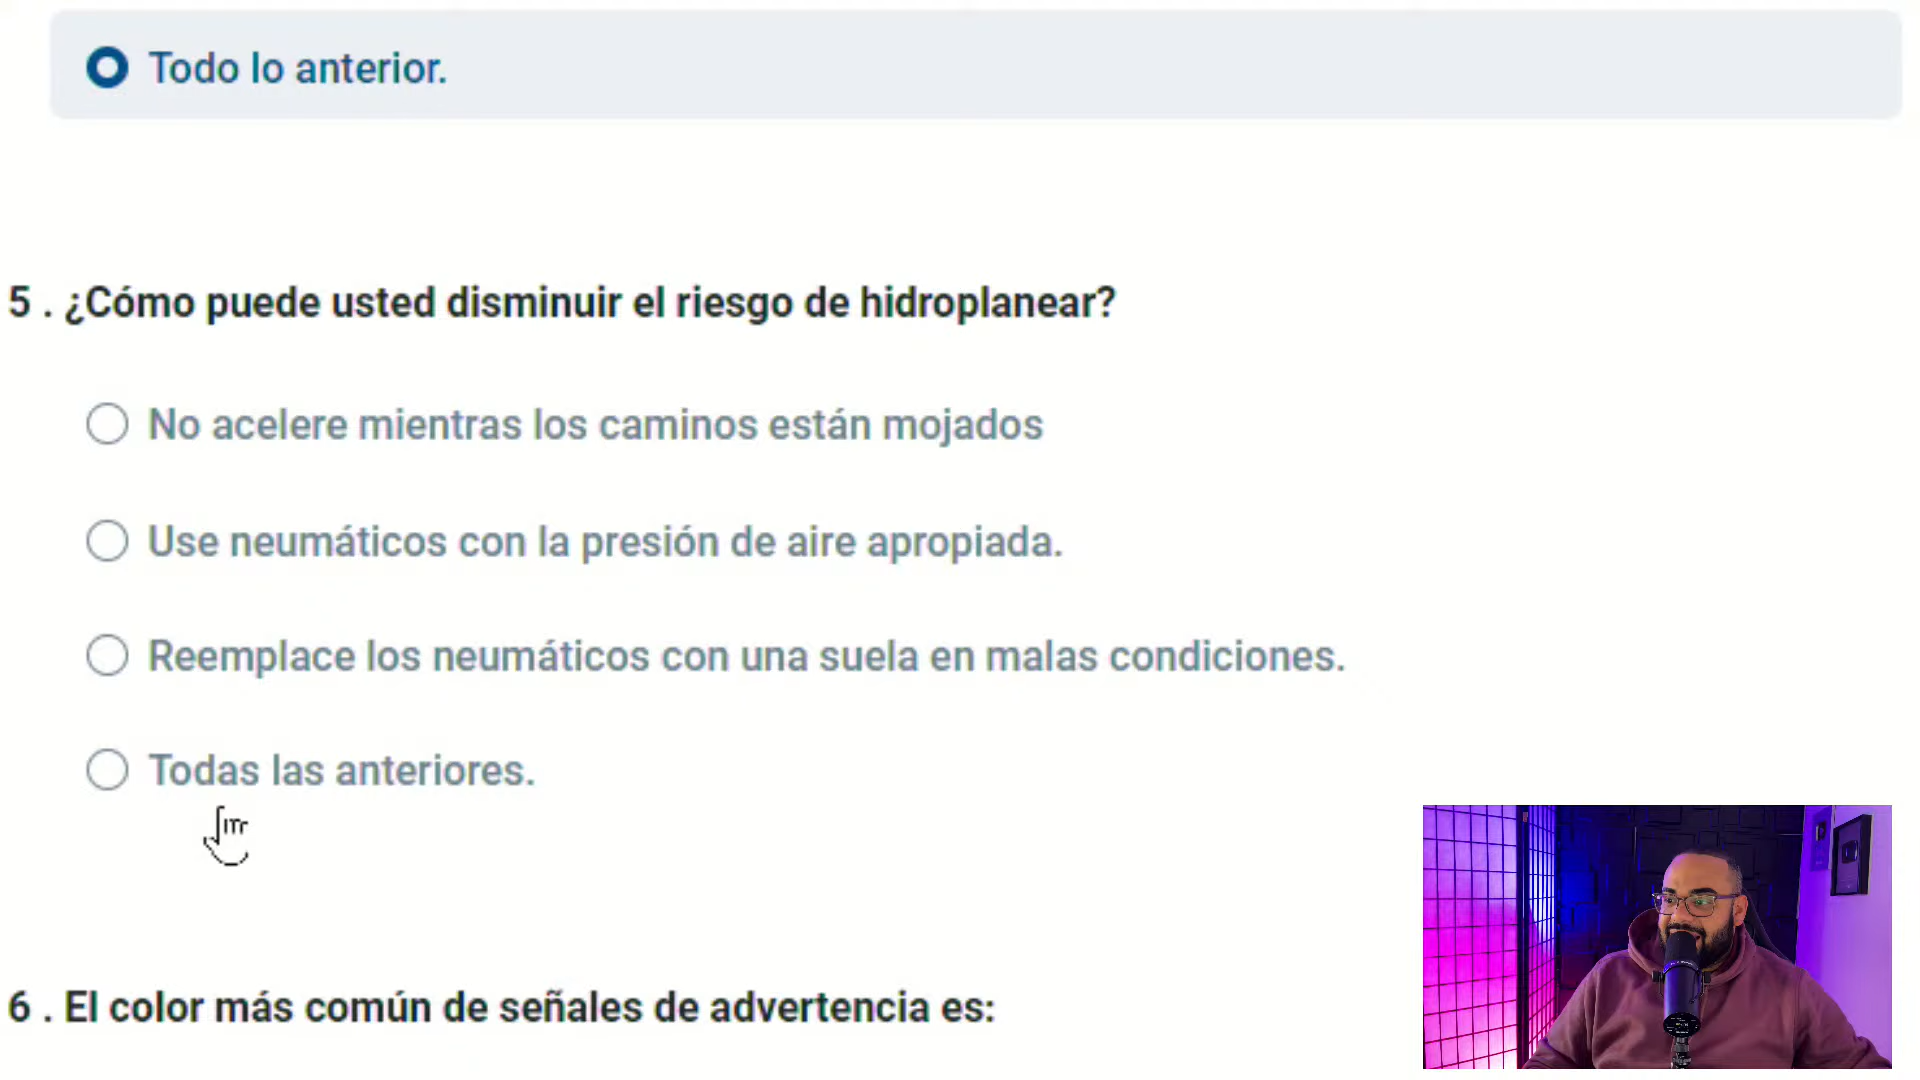 Todo lo anterior.
5 . ¿Cómo puede usted disminuir el riesgo de hidroplanear?
No acelere mientras los caminos están mojados
Use neumáticos con la presión de aire apropiada.
Reemplace los neumáticos con una suela en malas condiciones.
Todas las anteriores.
6 . El color más común de señales de advertencia es: